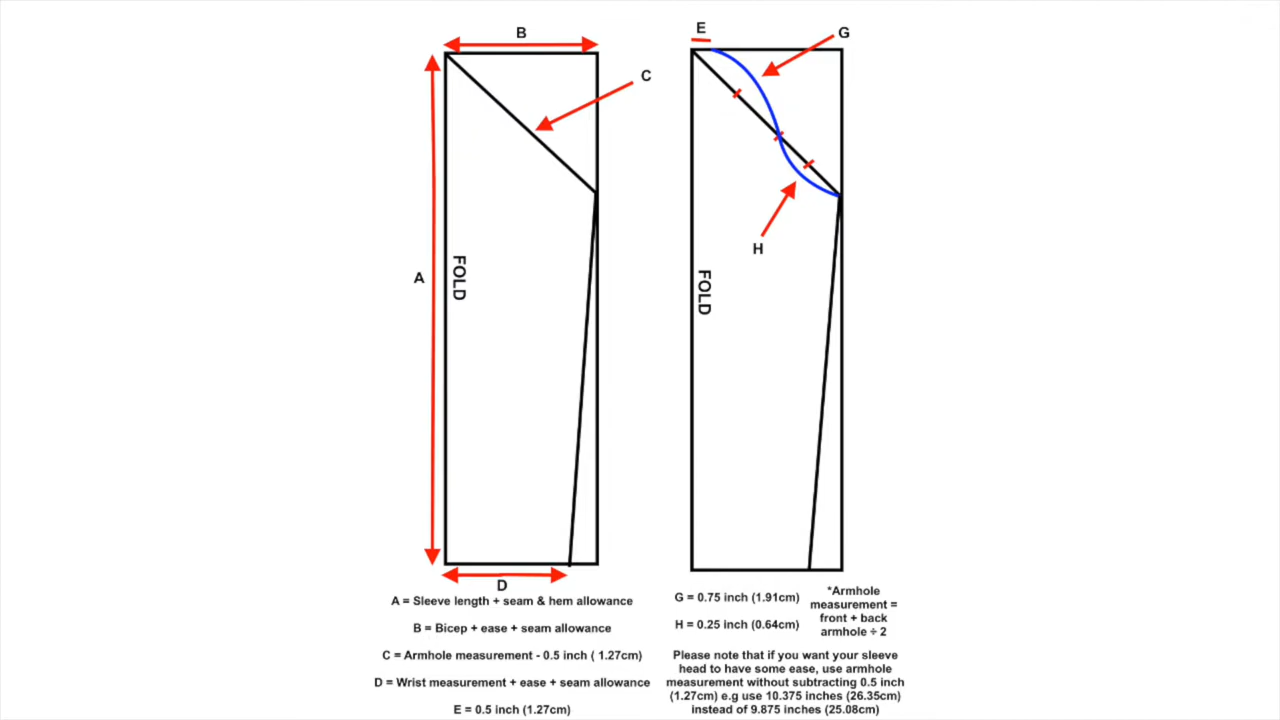 B
C
A
FOLD
D
A = Sleeve length + seam & hem allowance
B = Bicep + ease + seam allowance
C = Armhole measurement - 0.5 inch ( 1.27cm)
D = Wrist measurement + ease + seam allowance
E = 0.5 inch (1.27cm)
E
G
H
FOLD
G = 0.75 inch (1.91cm)
H = 0.25 inch (0.64cm)
*Armhole
measurement =
front + back
armhole ÷ 2
Please note that if you want your sleeve
head to have some ease, use armhole
measurement without subtracting 0.5 inch
(1.27cm) e.g use 10.375 inches (26.35cm)
instead of 9.875 inches (25.08cm)